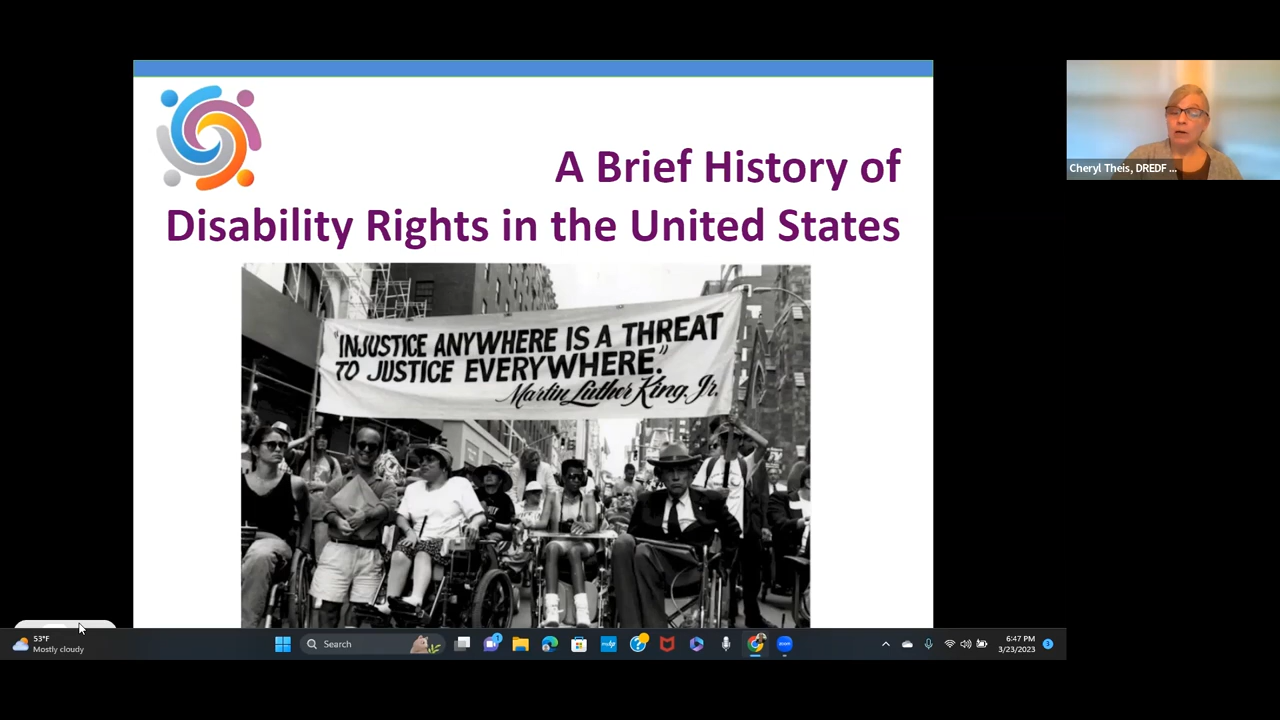 A Brief History of
Disability Rights in the United States
"INJUSTICE ANYWHERE IS A THREAT
TO JUSTICE EVERYWHERE."
Martin Luther King, Jr.
Cheryl Theis, DREDF ...
53°F
Mostly cloudy
Search
6:47 PM
3/23/2023